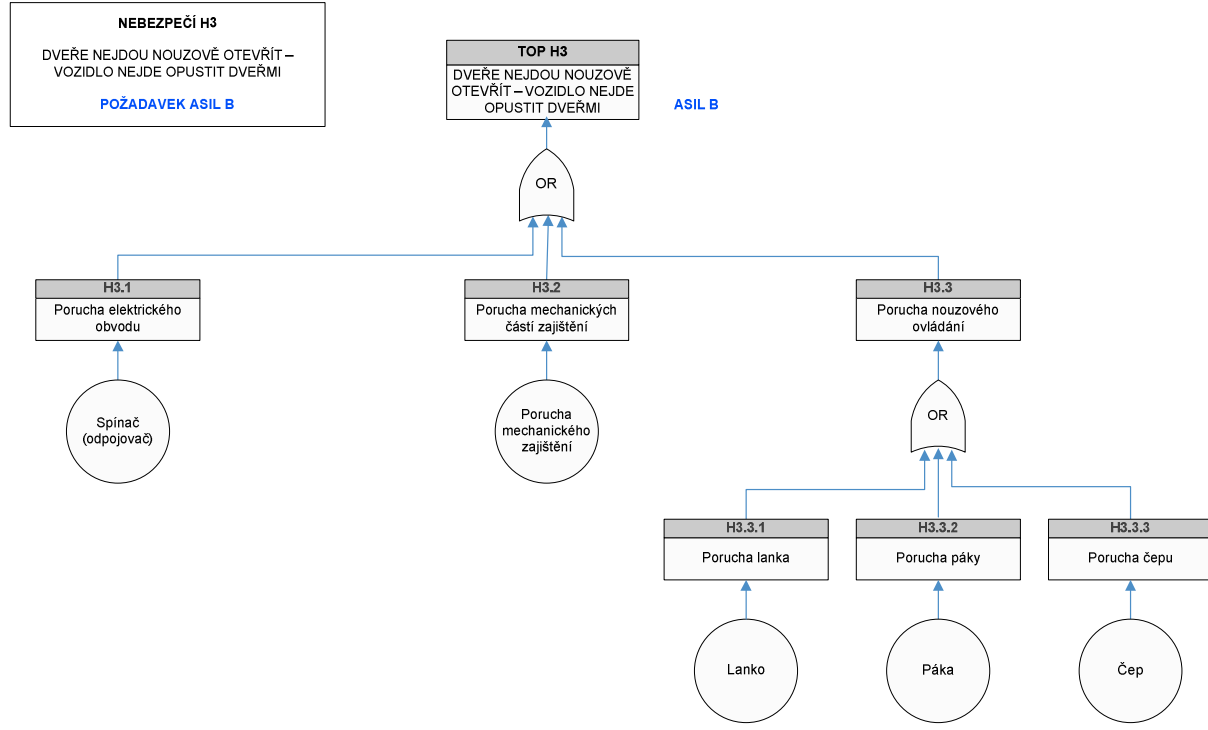 NEBEZPEČÍ H3
DVEŘE NEJDOU NOUZOVĚ OTEVŘÍT –
VOZIDLO NEJDE OPUSTIT DVEŘMI
POŽADAVEK ASIL B
TOP H3
DVEŘE NEJDOU NOUZOVĚ
OTEVŘÍT – VOZIDLO NEJDE
OPUSTIT DVEŘMI
ASIL B
OR
H3.1
Porucha elektrického
obvodu
H3.2
Porucha mechanických
částí zajištění
H3.3
Porucha nouzového
ovládání
Spínač
(odpojovač)
Porucha
mechanického
zajištění
OR
H3.3.1
Porucha lanka
H3.3.2
Porucha páky
H3.3.3
Porucha čepu
Lanko
Páka
Čep